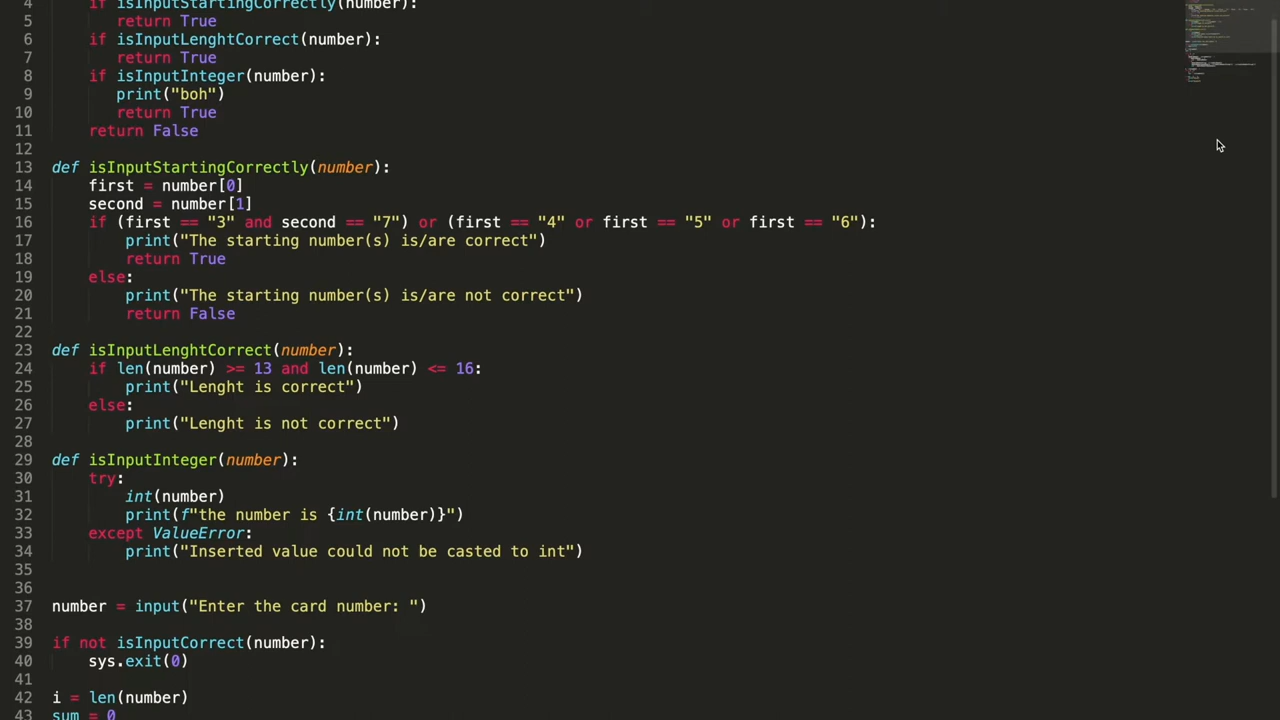 4 if isInputStartingCorrectly(number):
5 return True
6 if isInputLenghtCorrect(number):
7 return True
8 if isInputInteger(number):
9 print("boh")
10 return True
11 return False
12
13 def isInputStartingCorrectly(number):
14 first = number[0]
15 second = number[1]
16 if (first == "3" and second == "7") or (first == "4" or first == "5" or first == "6"):
17 print("The starting number(s) is/are correct")
18 return True
19 else:
20 print("The starting number(s) is/are not correct")
21 return False
22
23 def isInputLenghtCorrect(number):
24 if len(number) >= 13 and len(number) <= 16:
25 print("Lenght is correct")
26 else:
27 print("Lenght is not correct")
28
29 def isInputInteger(number):
30 try:
31 int(number)
32 print(f"the number is {int(number)}")
33 except ValueError:
34 print("Inserted value could not be casted to int")
35
36
37 number = input("Enter the card number: ")
38
39 if not isInputCorrect(number):
40 sys.exit(0)
41
42 i = len(number)
43 sum = 0